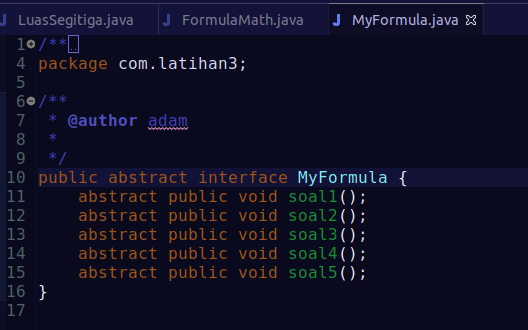 LuasSegitiga.java FormulaMath.java MyFormula.java
1 /**
4 package com.latihan3;
5
6 /**
7  * @author adam
8  *
9  */
10 public abstract interface MyFormula {
11     abstract public void soal1();
12     abstract public void soal2();
13     abstract public void soal3();
14     abstract public void soal4();
15     abstract public void soal5();
16 }
17